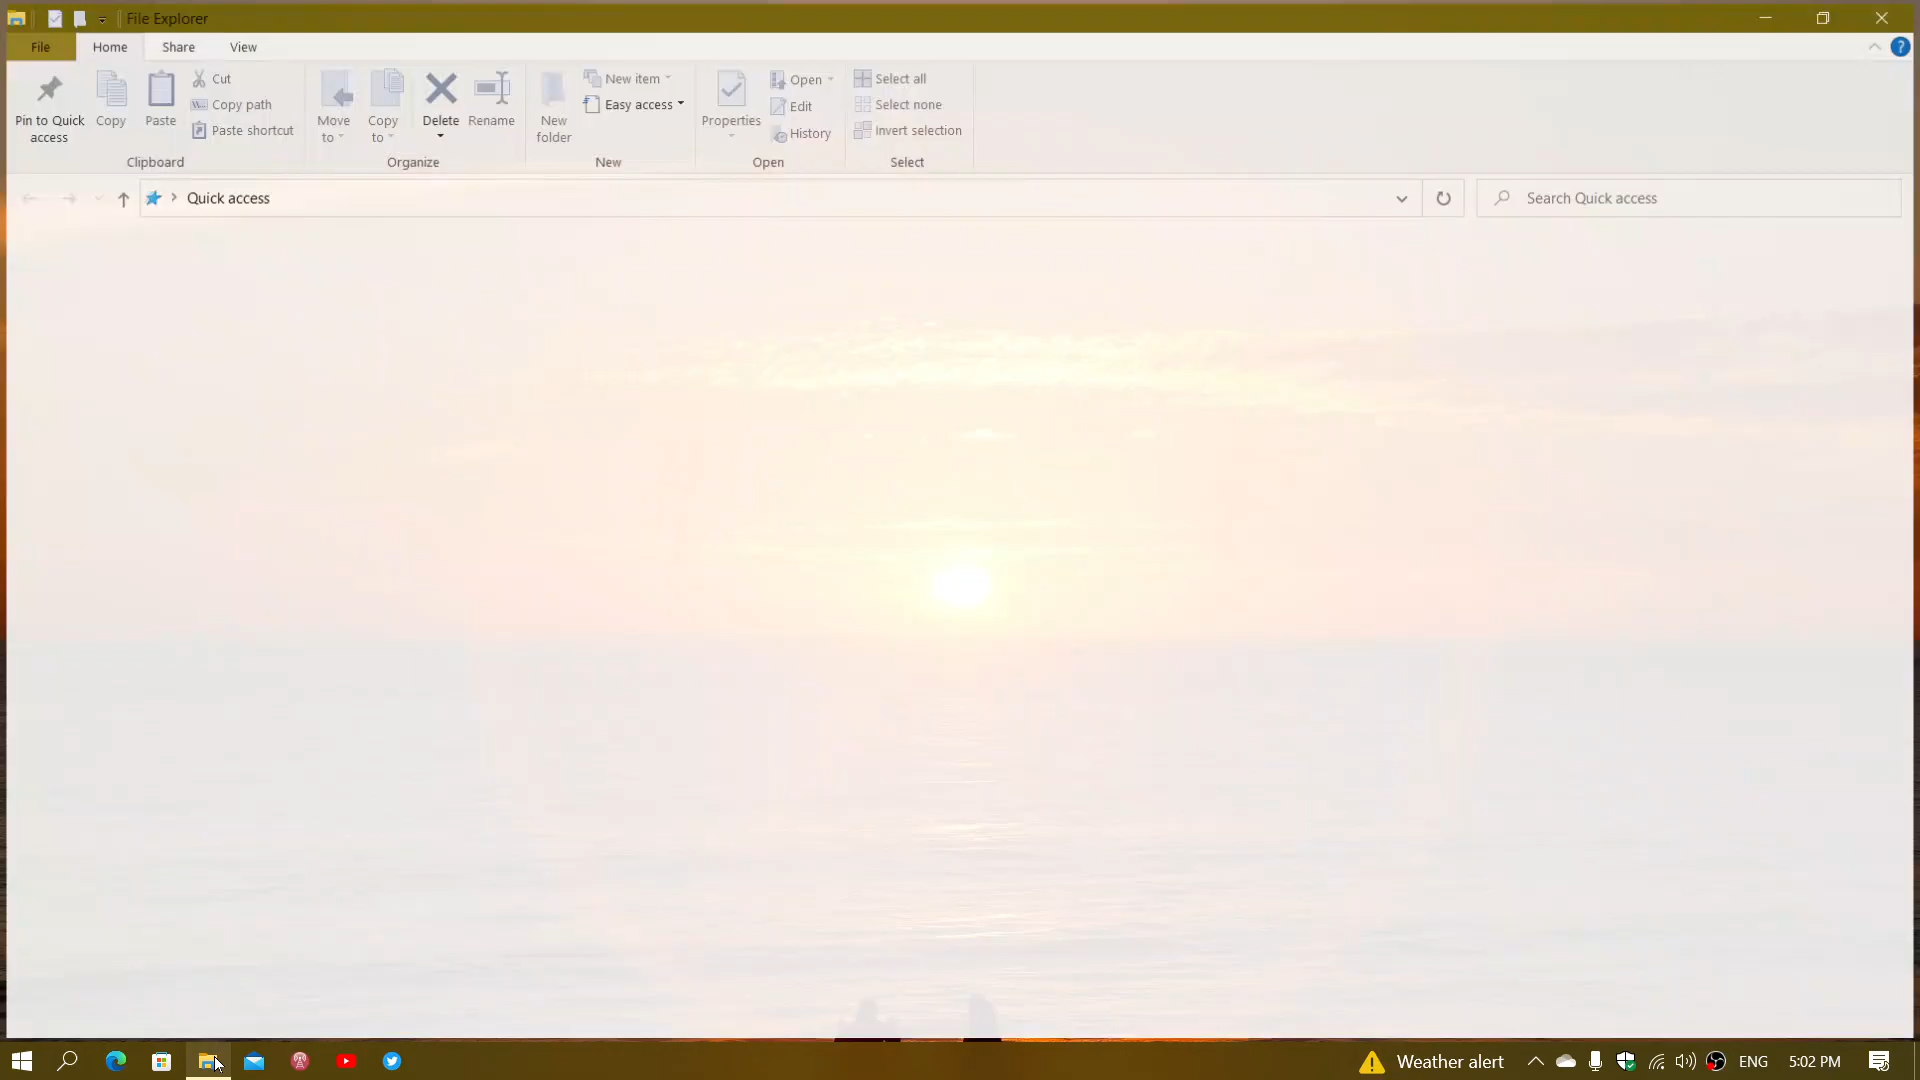 File Explorer
File Home Share View
Pin to Quick access
Copy
Paste
Cut
Copy path
Paste shortcut
Clipboard
Move to
Copy to
Delete
Rename
Organize
New folder
New item
Easy access
New
Properties
Open
Edit
History
Open
Select all
Select none
Invert selection
Select
Quick access
Search Quick access
Weather alert
ENG
5:02 PM